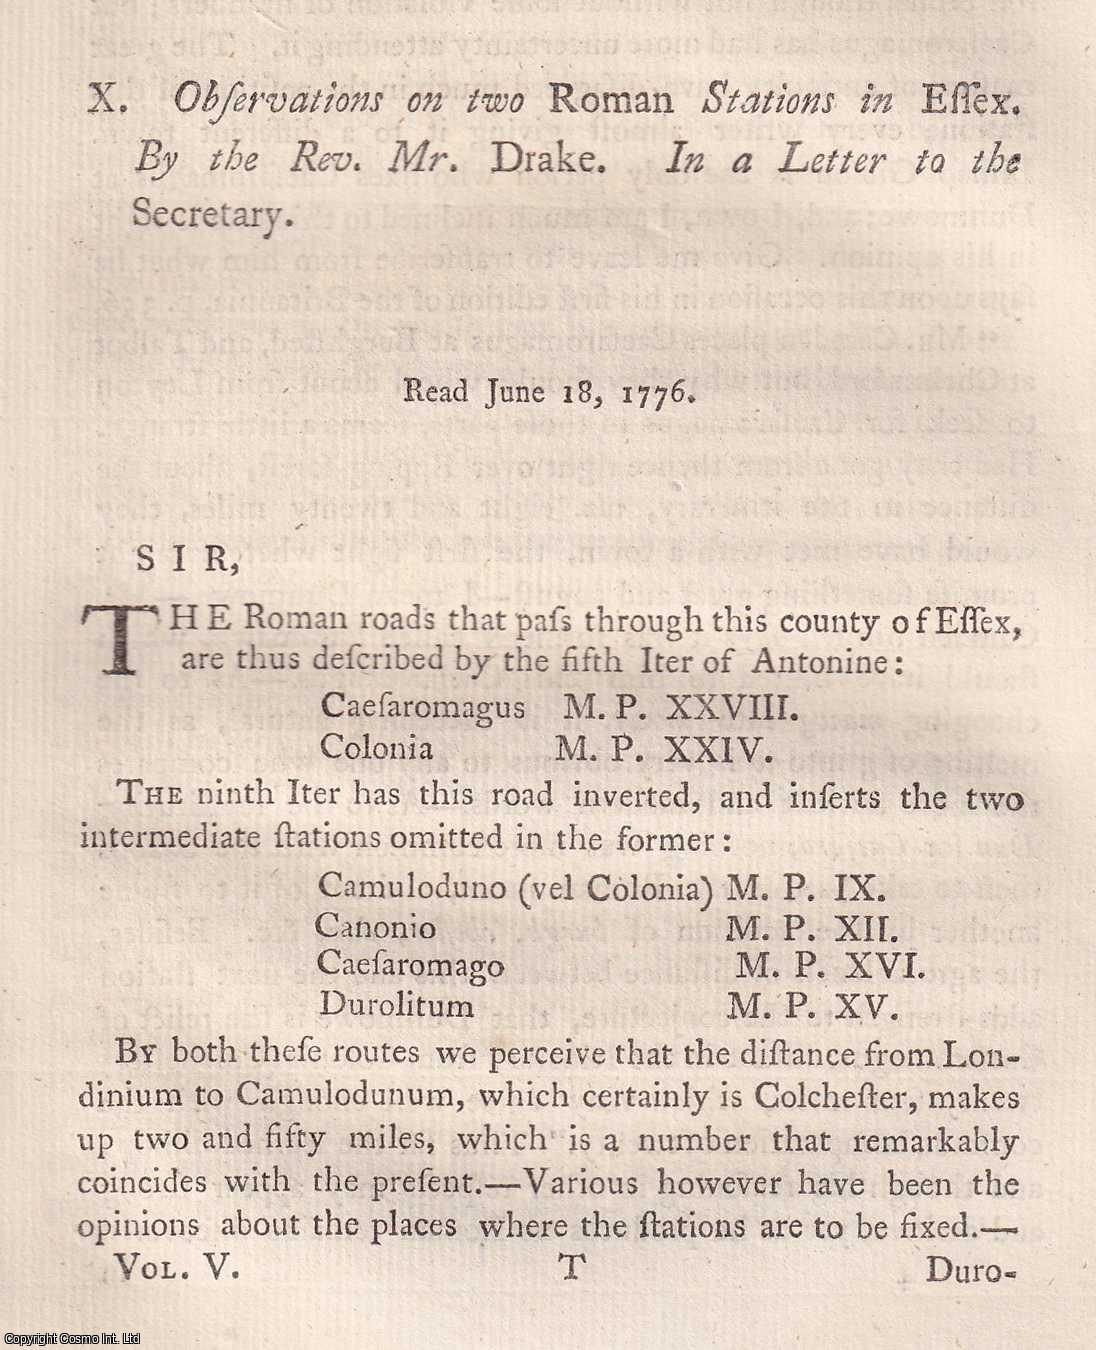 X. Obſervations on two Roman Stations in Eſſex.
By the Rev. Mr. Drake. In a Letter to the
Secretary.
Read June 18, 1776.
S I R,
THE Roman roads that paſs through this county of Eſſex,
are thus deſcribed by the fifth Iter of Antonine:
Caeſaromagus M. P. XXVIII.
Colonia M. P. XXIV.
THE ninth Iter has this road inverted, and inſerts the two
intermediate ſtations omitted in the former:
Camuloduno (vel Colonia) M. P. IX.
Canonio M. P. XII.
Caeſaromago M. P. XVI.
Durolitum M. P. XV.
BY both theſe routes we perceive that the diſtance from Lon-
dinium to Camulodunum, which certainly is Colcheſter, makes
up two and fifty miles, which is a number that remarkably
coincides with the preſent.—Various however have been the
opinions about the places where the ſtations are to be fixed.—
VOL. V. T Duro-
Copyright Cosmo Int. Ltd